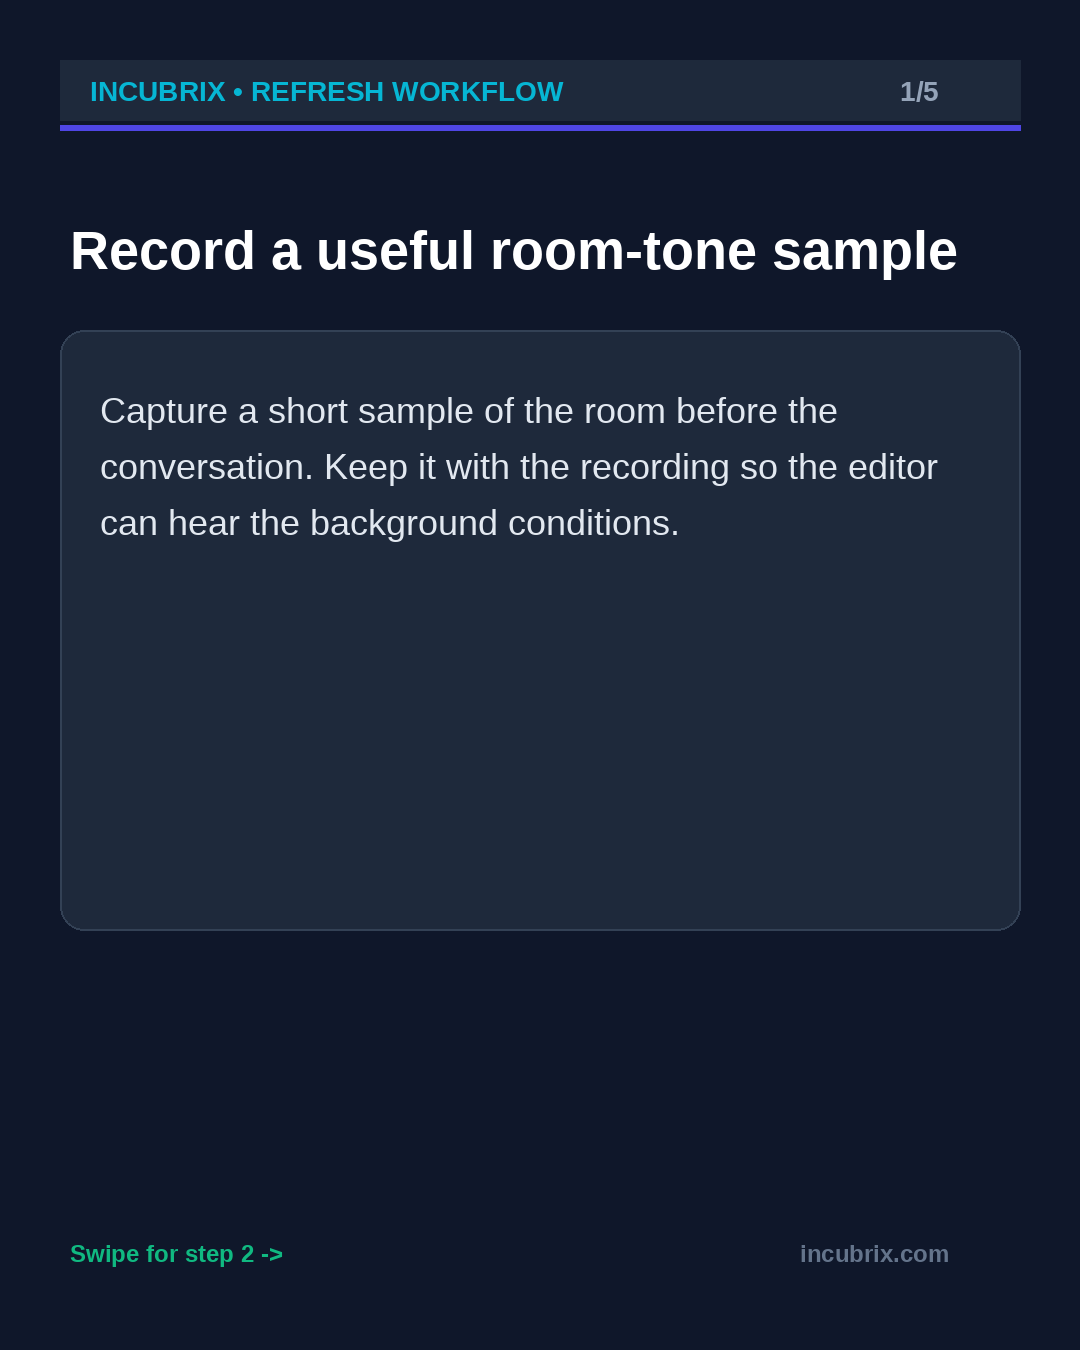 INCUBRIX • REFRESH WORKFLOW 1/5
Record a useful room-tone sample
Capture a short sample of the room before the
conversation. Keep it with the recording so the editor
can hear the background conditions.
Swipe for step 2 -> incubrix.com